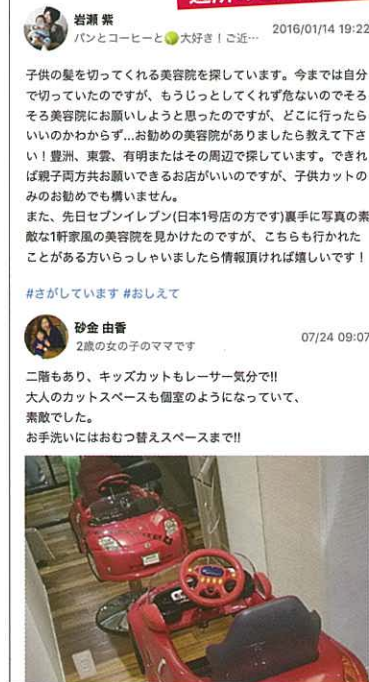 岩瀬 紫
パンとコーヒーと🎾大好き！ご近…
2016/01/14 19:22
子供の髪を切ってくれる美容院を探しています。今までは自分
で切っていたのですが、もうじっとしてくれず危ないのでそろ
そろ美容院にお願いしようと思ったのですが、どこに行ったら
いいのかわからず...お勧めの美容院がありましたら教えて下さ
い！豊洲、東雲、有明またはその周辺で探しています。できれ
ば親子両方共お願いできるお店がいいのですが、子供カットの
みのお勧めでも構いません。
また、先日セブンイレブン(日本1号店の方です)裏手に写真の素
敵な1軒家風の美容院を見かけたのですが、こちらも行かれた
ことがある方いらっしゃいましたら情報頂ければ嬉しいです！
#さがしています #おしえて
砂金 由香
2歳の女の子のママです
07/24 09:07
二階もあり、キッズカットもレーサー気分で!!
大人のカットスペースも個室のようになっていて、
素敵でした。
お手洗いにはおむつ替えスペースまで!!